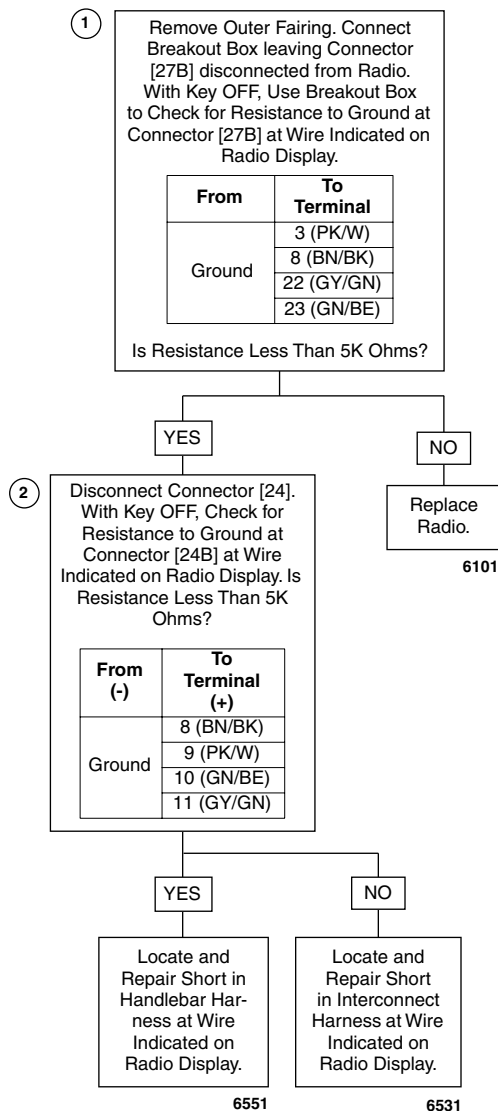 1
Remove Outer Fairing. Connect
Breakout Box leaving Connector
[27B] disconnected from Radio.
With Key OFF, Use Breakout Box
to Check for Resistance to Ground at
Connector [27B] at Wire Indicated on
Radio Display.
From
To
Terminal
Ground
3 (PK/W)
8 (BN/BK)
22 (GY/GN)
23 (GN/BE)
Is Resistance Less Than 5K Ohms?
YES
NO
Replace
Radio.
6101
2
Disconnect Connector [24].
With Key OFF, Check for
Resistance to Ground at
Connector [24B] at Wire
Indicated on Radio Display. Is
Resistance Less Than 5K
Ohms?
From
(-)
To
Terminal
(+)
Ground
8 (BN/BK)
9 (PK/W)
10 (GN/BE)
11 (GY/GN)
YES
NO
Locate and
Repair Short in
Handlebar Har-
ness at Wire
Indicated on
Radio Display.
6551
Locate and
Repair Short
in Interconnect
Harness at Wire
Indicated on
Radio Display.
6531